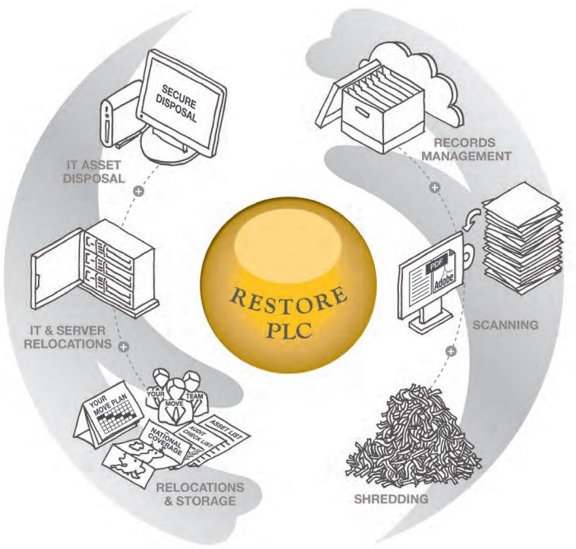 SECURE
DISPOSAL
IT ASSET
DISPOSAL
RECORDS
MANAGEMENT
IT & SERVER
RELOCATIONS
RESTORE
PLC
PDF
Adobe
SCANNING
YOUR
MOVE PLAN
YOUR
MOVE
TEAM
NATIONAL
COVERAGE
AUDIT
CHECK LIST
ASSET LIST
RELOCATIONS
& STORAGE
SHREDDING